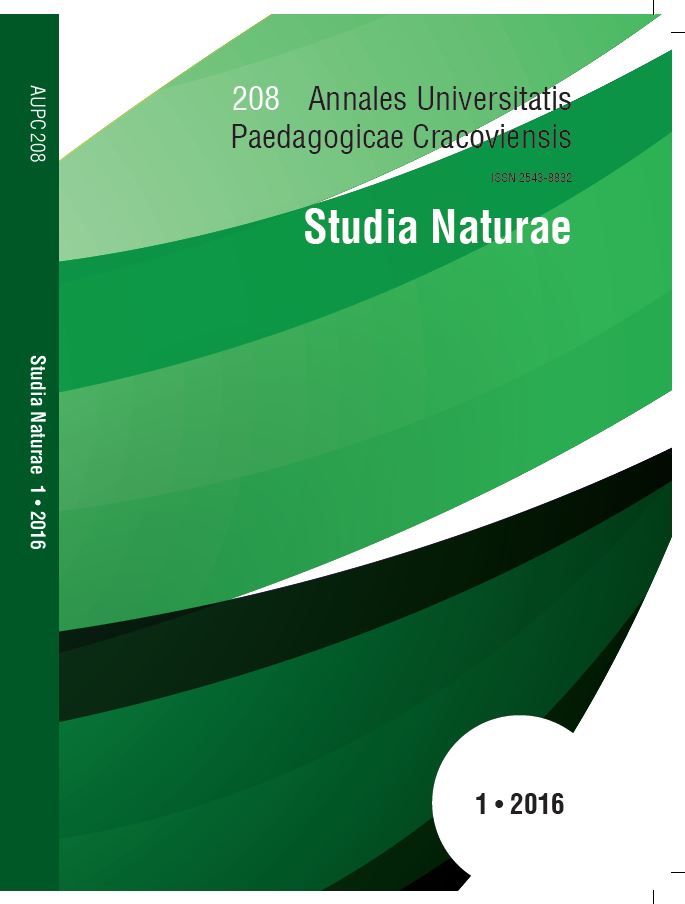 AUPC 208
Studia Naturae 1 • 2016
208 Annales Universitatis
Paedagogicae Cracoviensis
ISSN 2543-8832
Studia Naturae
1 • 2016